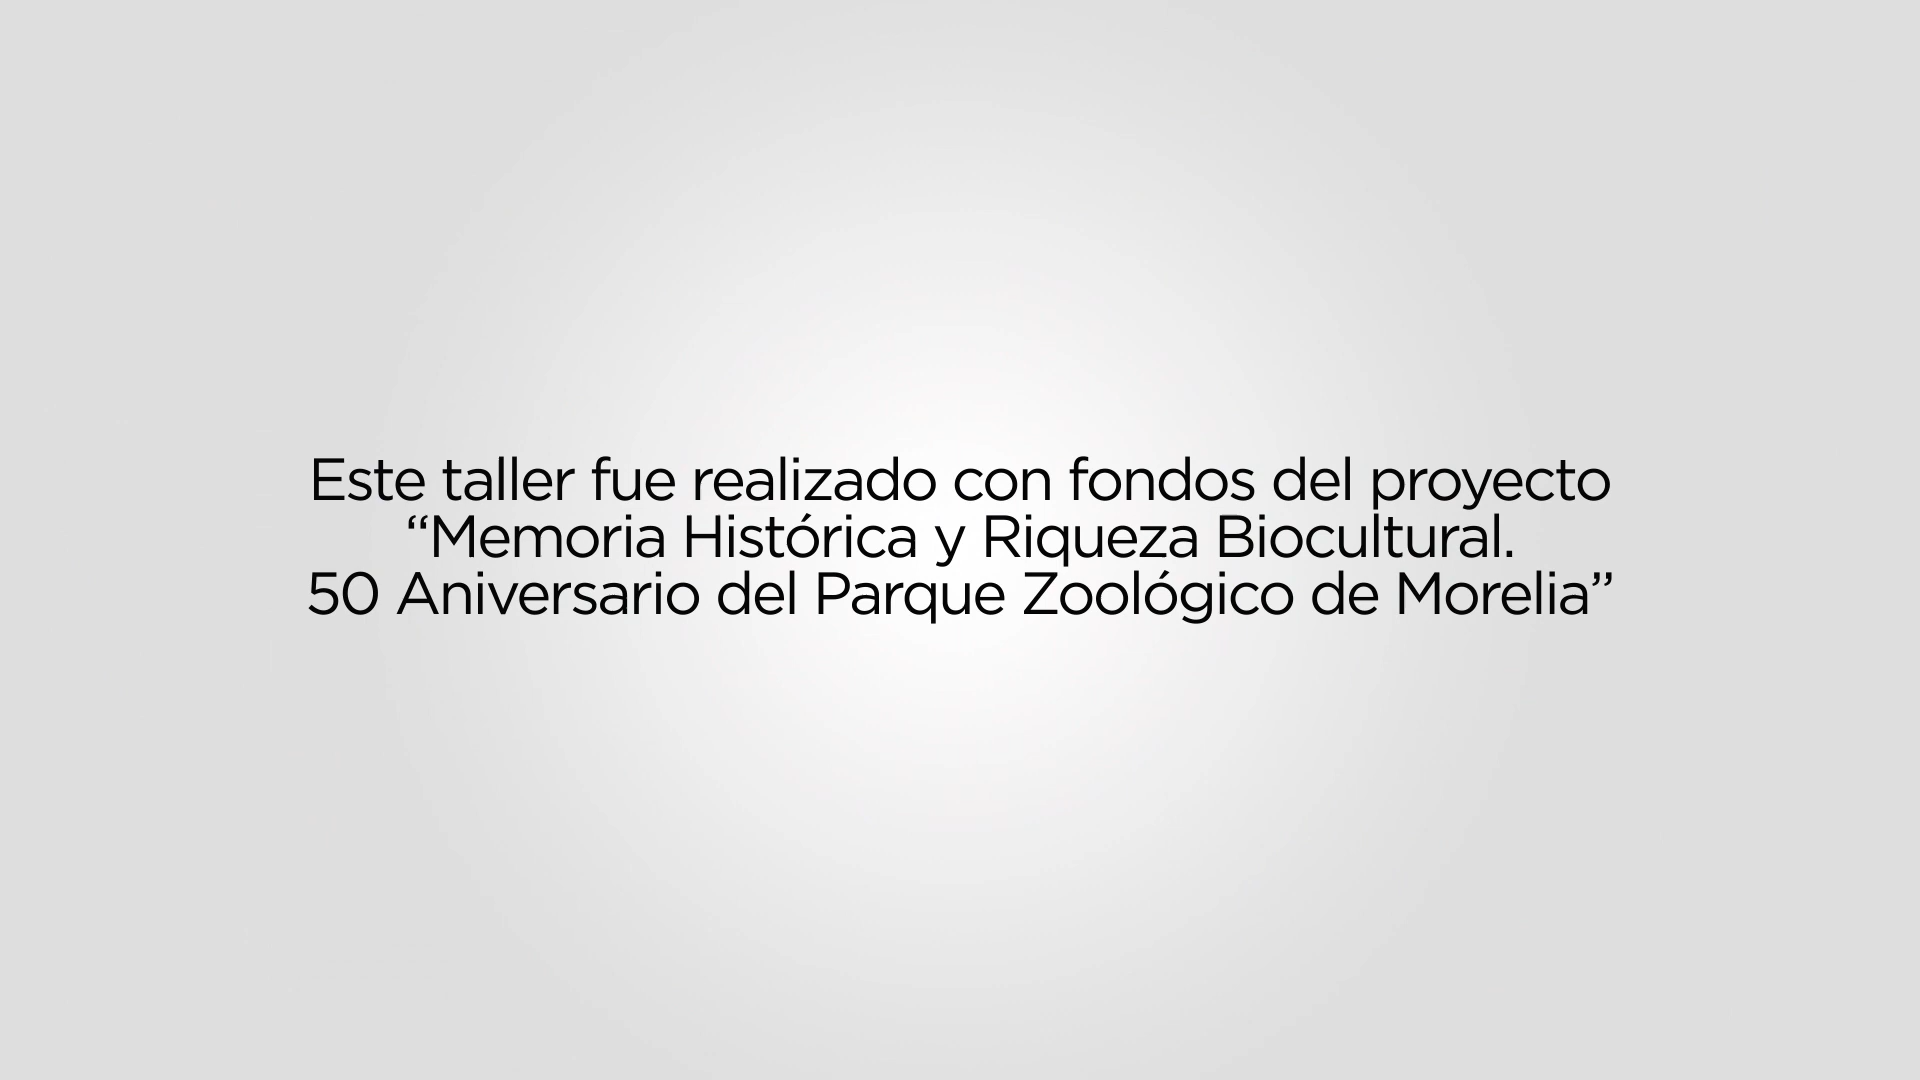 Este taller fue realizado con fondos del proyecto
“Memoria Histórica y Riqueza Biocultural.
50 Aniversario del Parque Zoológico de Morelia”